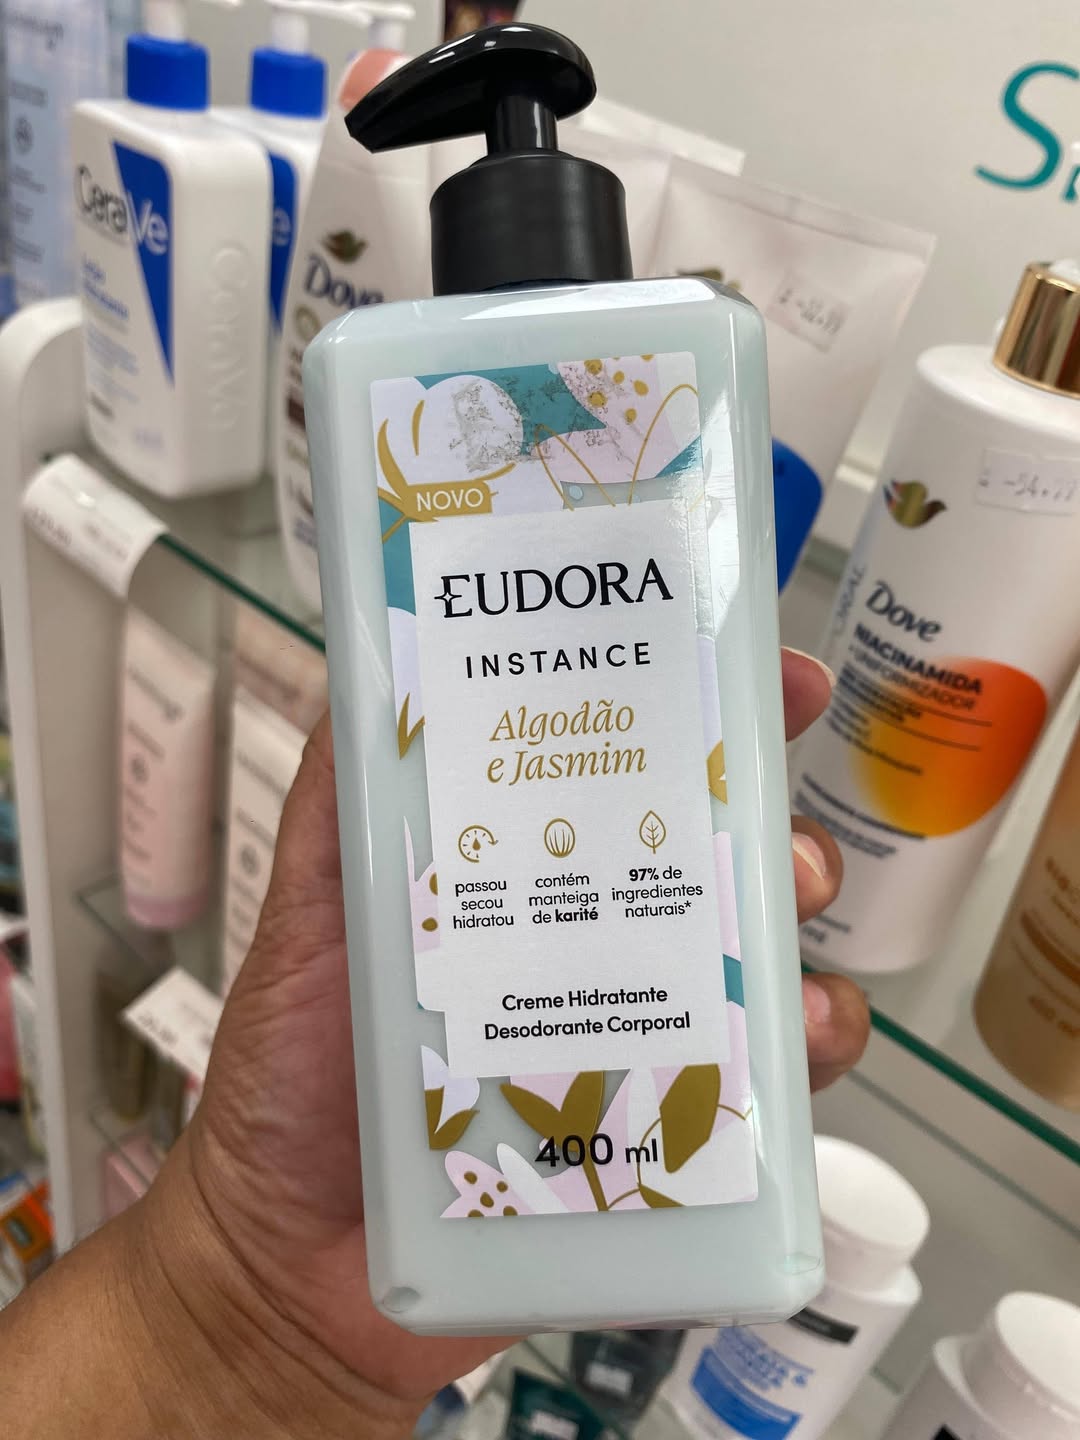 NOVO
EUDORA
INSTANCE
Algodão
e Jasmim
passou
secou
hidratou
contém
manteiga
de karité
97% de
ingredientes
naturais*
Creme Hidratante
Desodorante Corporal
400 ml
CeraVe
Dove
Dove
NIACINAMIDA
+ UNIFORMIZADOR